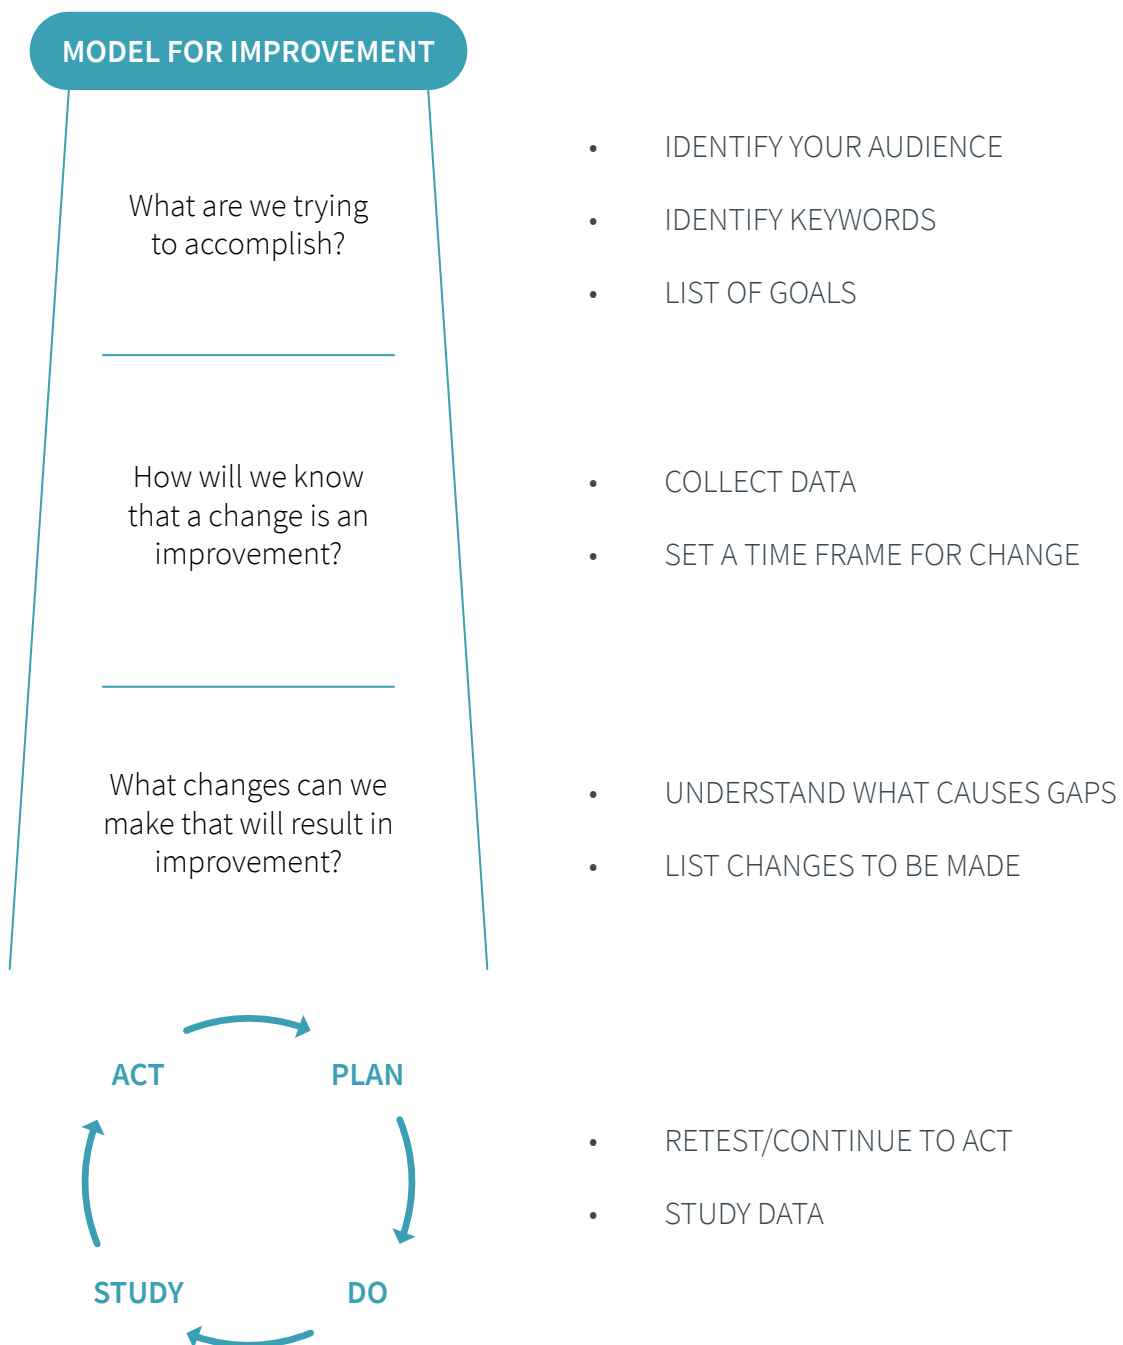 MODEL FOR IMPROVEMENT
What are we trying
to accomplish?
• IDENTIFY YOUR AUDIENCE
• IDENTIFY KEYWORDS
• LIST OF GOALS
How will we know
that a change is an
improvement?
• COLLECT DATA
• SET A TIME FRAME FOR CHANGE
What changes can we
make that will result in
improvement?
• UNDERSTAND WHAT CAUSES GAPS
• LIST CHANGES TO BE MADE
ACT PLAN
STUDY DO
• RETEST/CONTINUE TO ACT
• STUDY DATA